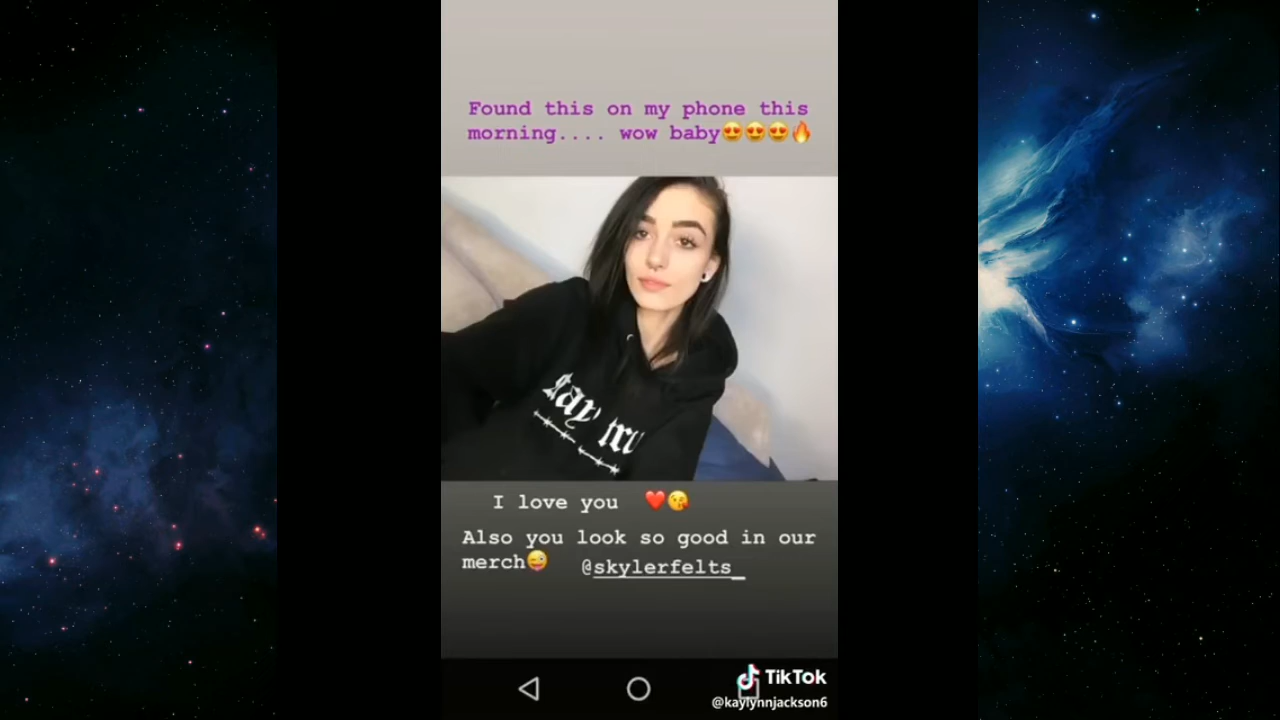 Found this on my phone this
morning.... wow baby😍😍😍🔥
I love you ❤️😘
Also you look so good in our
merch😜 @skylerfelts_
TikTok
@kaylynnjackson6